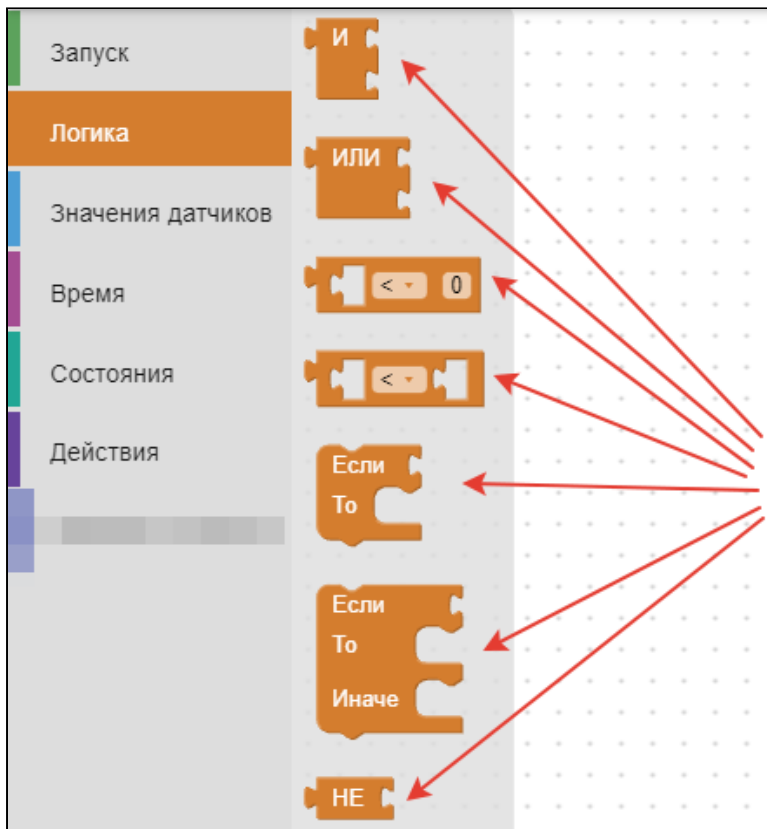 Запуск
Логика
Значения датчиков
Время
Состояния
Действия
И
ИЛИ
< 0
<
Если
То
Если
То
Иначе
НЕ